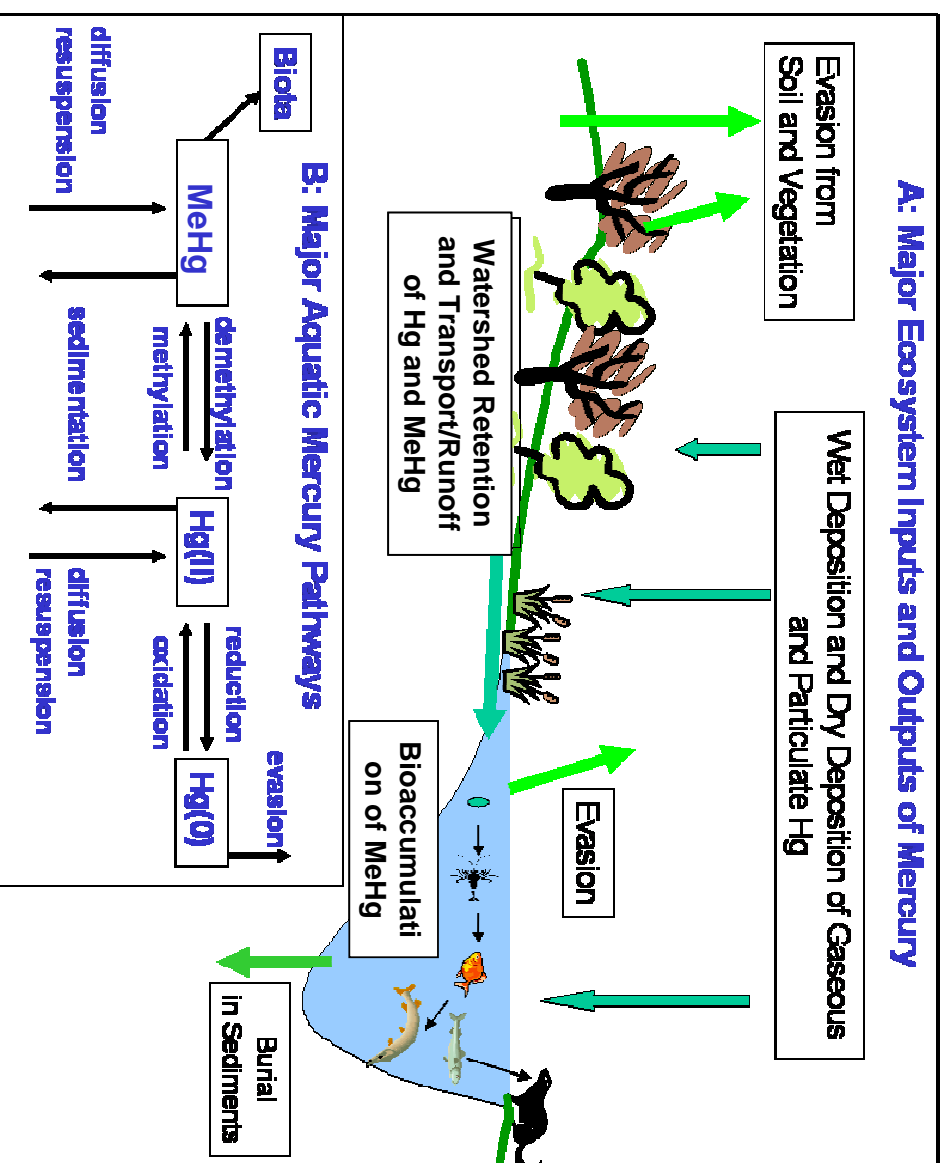 A: Major Ecosystem Inputs and Outputs of Mercury
Evasion from
Soil and Vegetation
Wet Deposition and Dry Deposition of Gaseous
and Particulate Hg
Evasion
Watershed Retention
and Transport/Runoff
of Hg and MeHg
Bioaccumulati
on of MeHg
Burial
in Sediments
B: Major Aquatic Mercury Pathways
Biota
MeHg
demethylation
methylation
Hg(II)
reduction
oxidation
Hg(0)
evasion
diffusion
resuspension
sedimentation
diffusion
resuspension